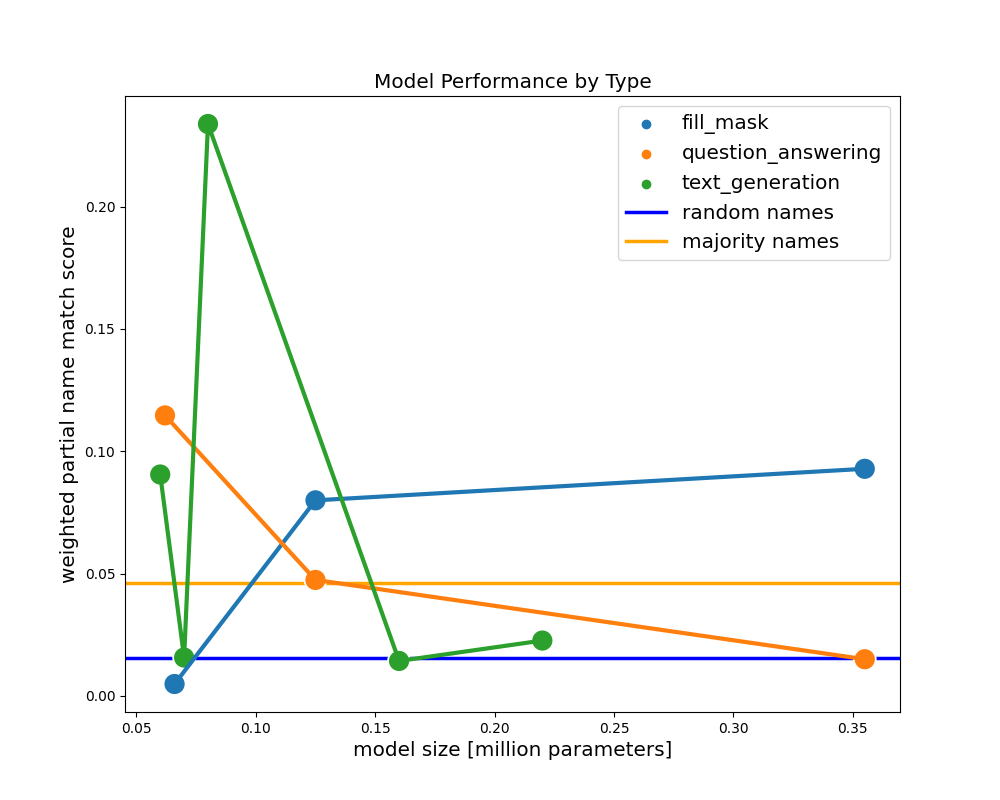 Model Performance by Type
fill_mask
question_answering
text_generation
random names
majority names
weighted partial name match score
0.20
0.15
0.10
0.05
0.00
0.05
0.10
0.15
0.20
0.25
0.30
0.35
model size [million parameters]